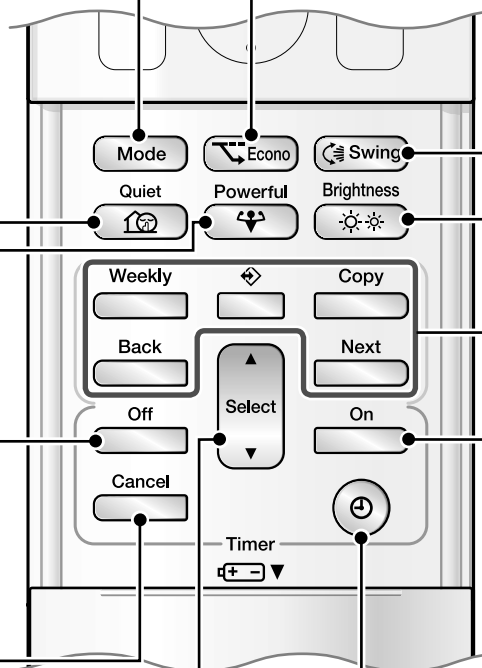 Mode Econo Swing
Quiet Powerful Brightness
Weekly Copy
Back Next
Select
Off On
Cancel
Timer